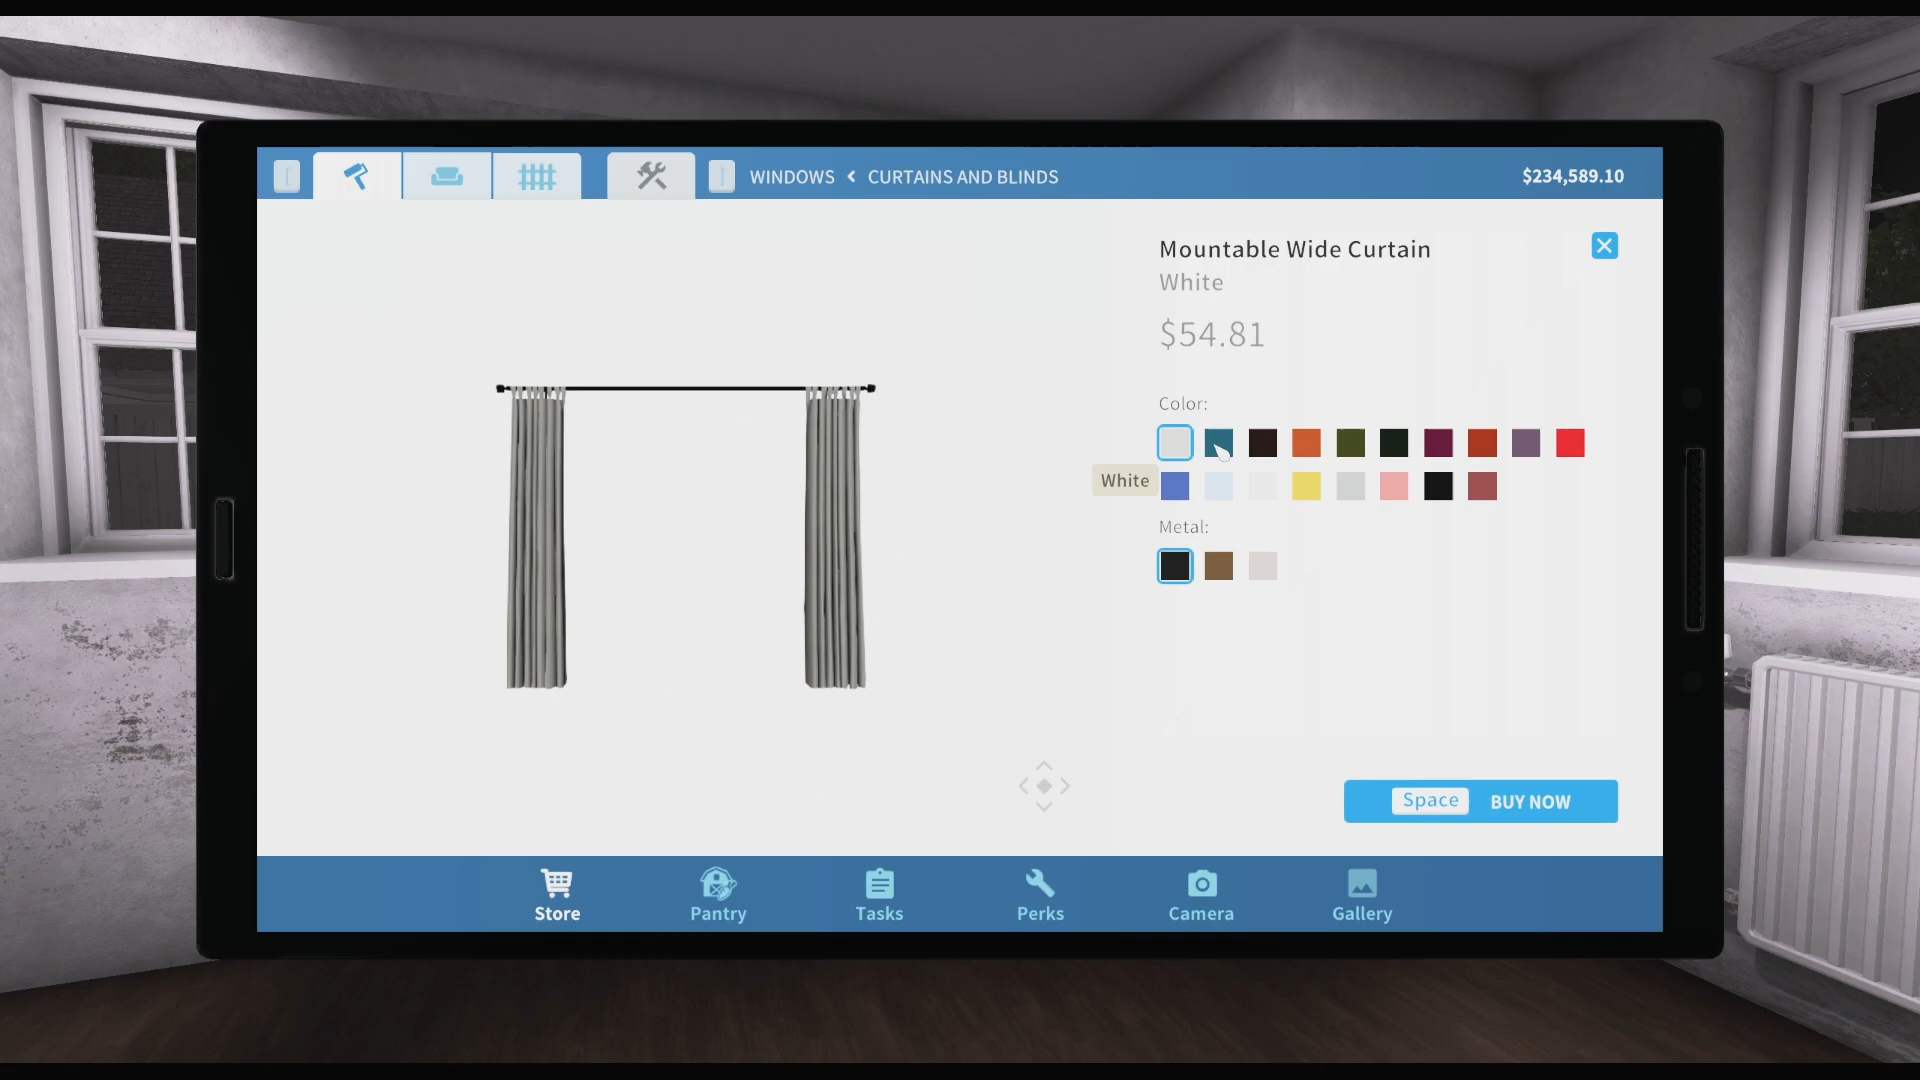 WINDOWS < CURTAINS AND BLINDS
$234,589.10
Mountable Wide Curtain
White
$54.81
Color:
White
Metal:
Space BUY NOW
Store
Pantry
Tasks
Perks
Camera
Gallery